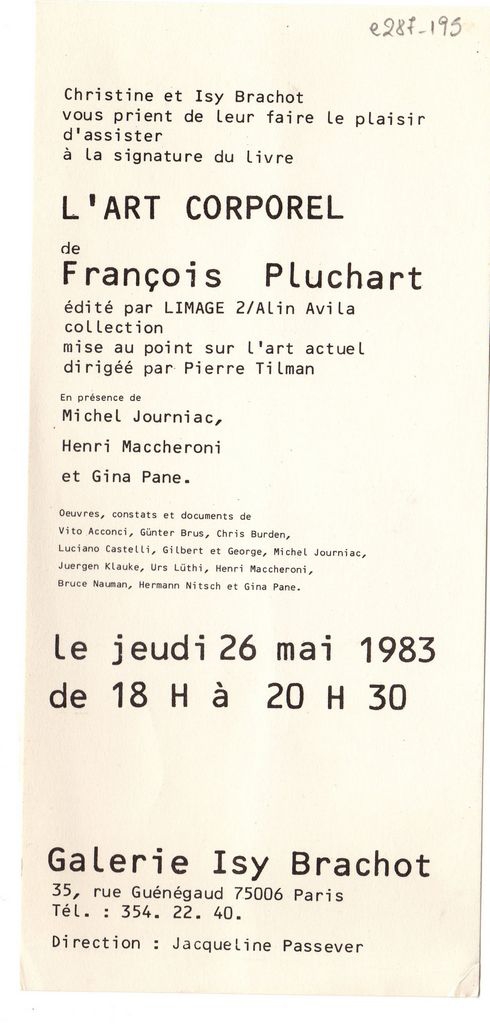 e287-195
Christine et Isy Brachot
vous prient de leur faire le plaisir
d'assister
à la signature du livre
L'ART CORPOREL
de
François Pluchart
édité par LIMAGE 2/Alin Avila
collection
mise au point sur l'art actuel
dirigéé par Pierre Tilman
En présence de
Michel Journiac,
Henri Maccheroni
et Gina Pane.
Oeuvres, constats et documents de
Vito Acconci, Günter Brus, Chris Burden,
Luciano Castelli, Gilbert et George, Michel Journiac,
Juergen Klauke, Urs Lüthi, Henri Maccheroni,
Bruce Nauman, Hermann Nitsch et Gina Pane.
le jeudi 26 mai 1983
de 18 H à 20 H 30
Galerie Isy Brachot
35, rue Guénégaud 75006 Paris
Tél. : 354. 22. 40.
Direction : Jacqueline Passever